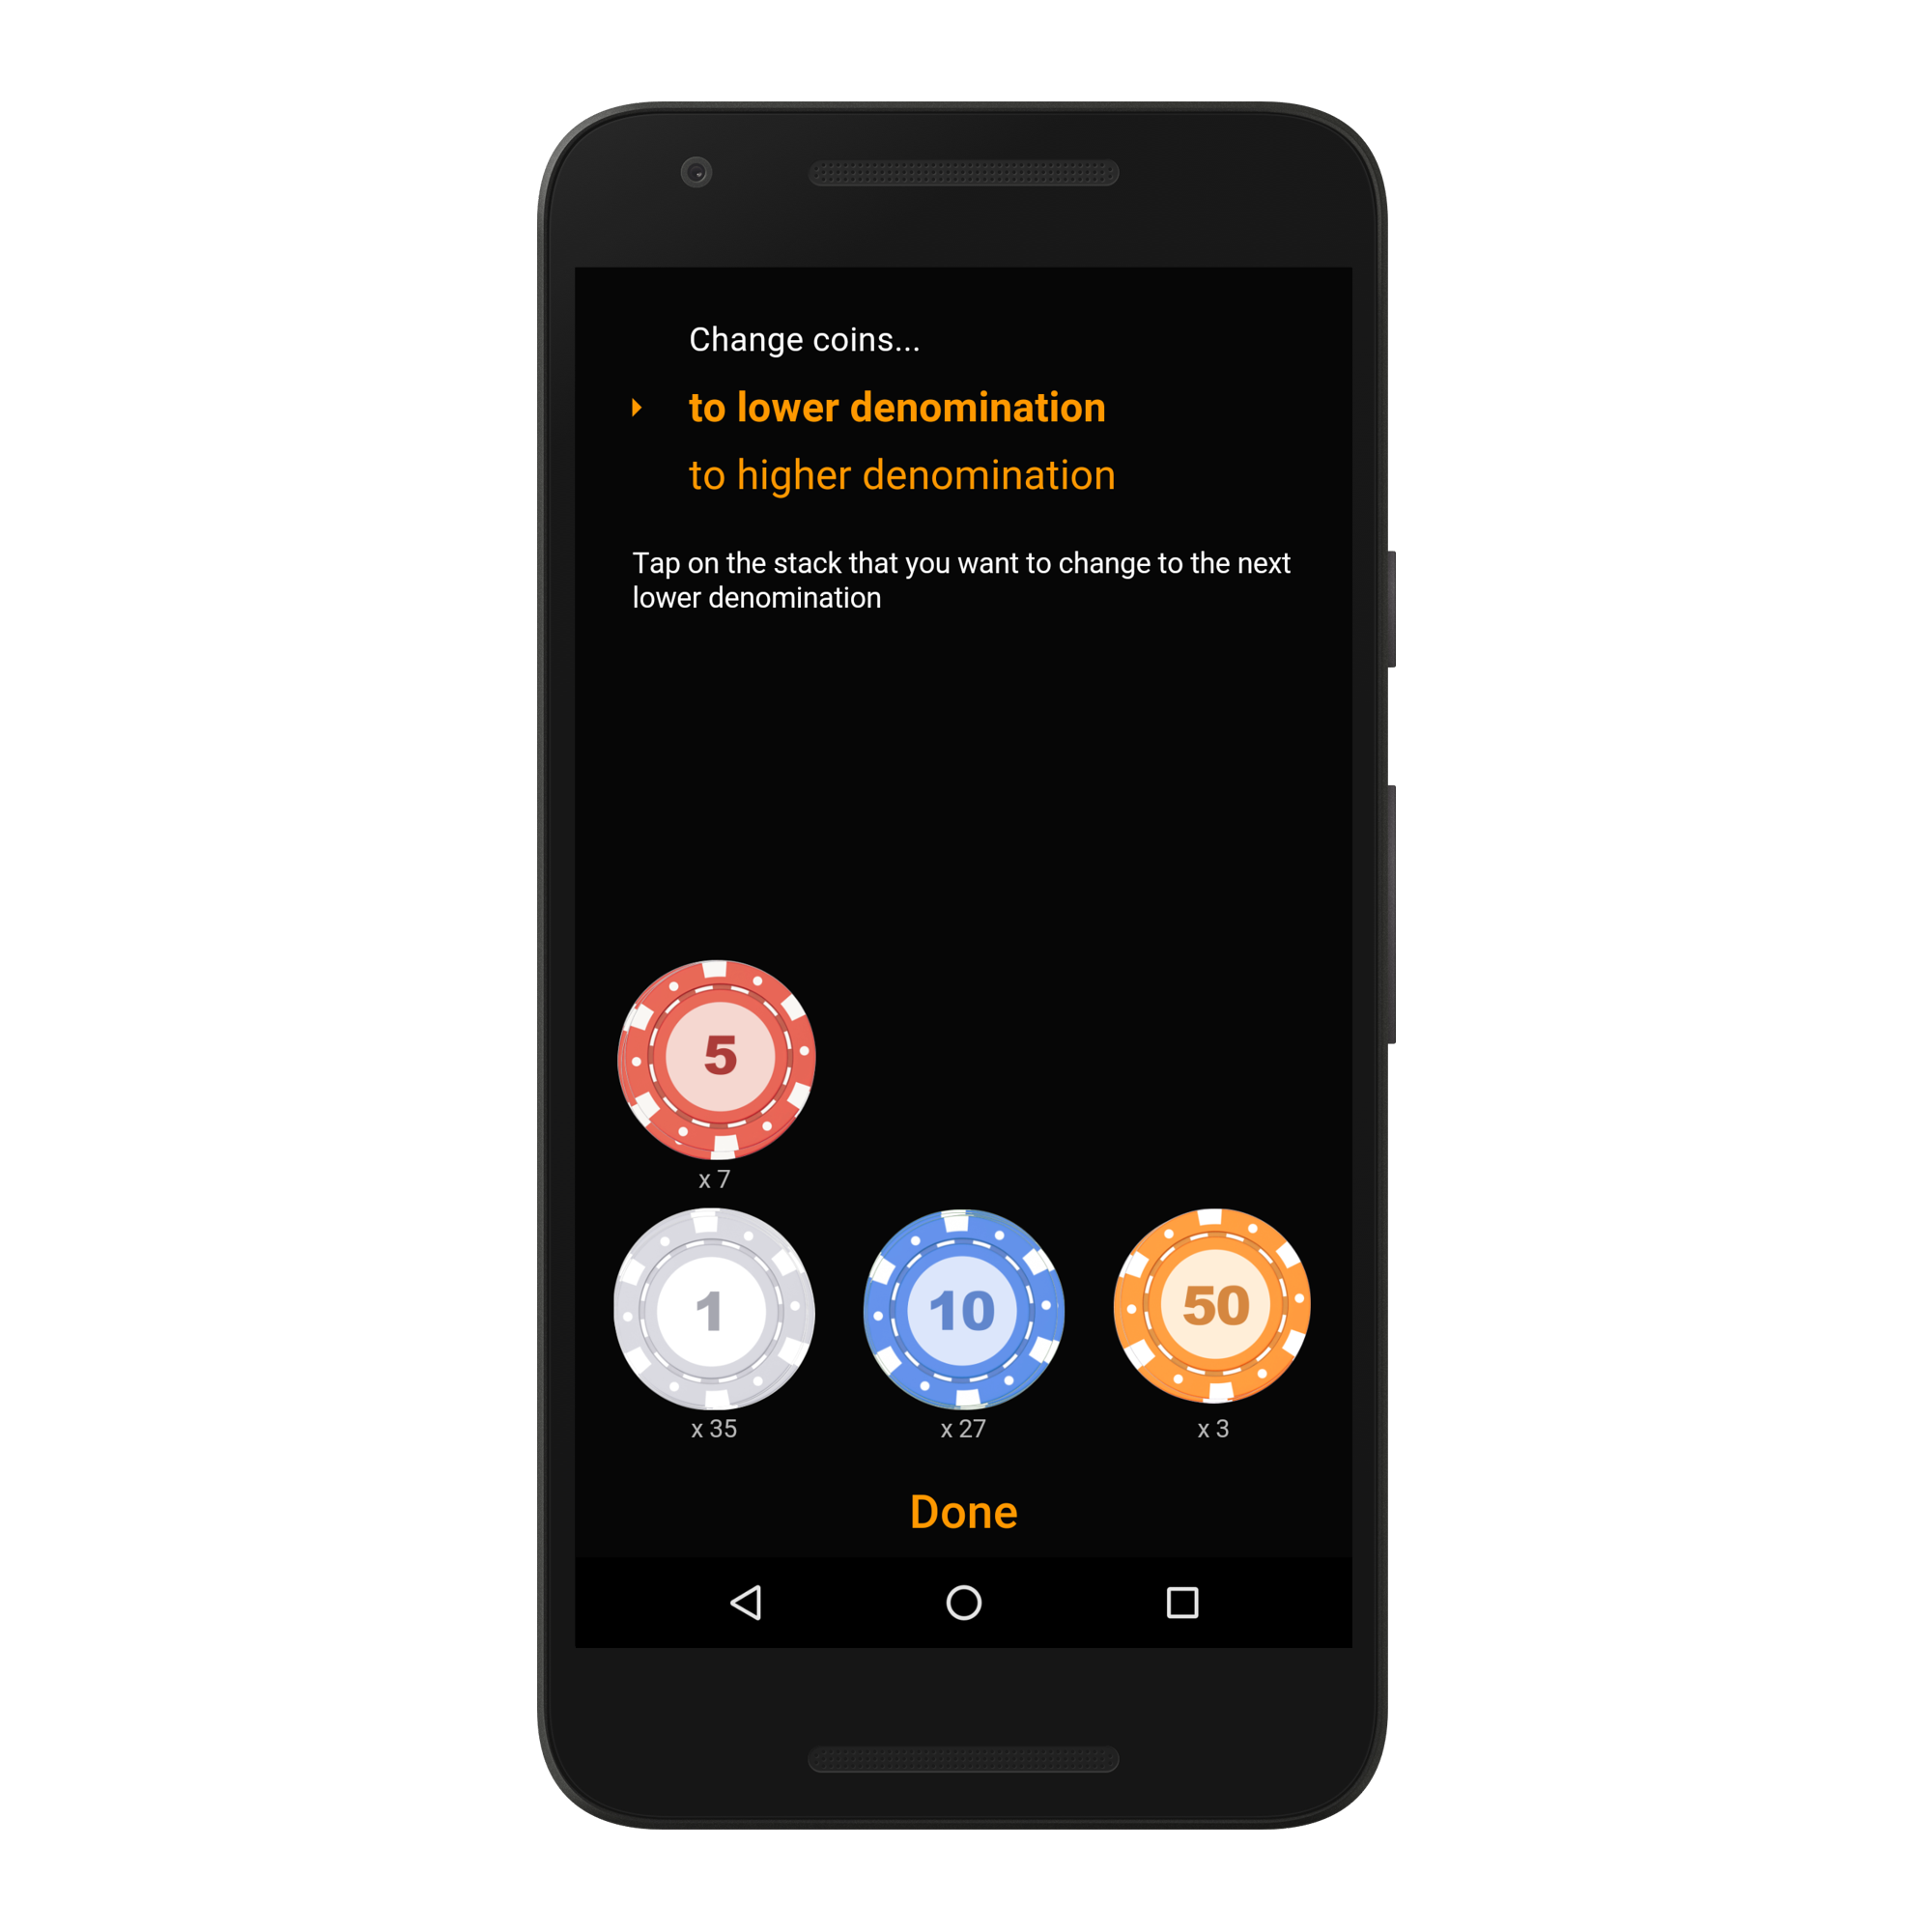 Change coins...
to lower denomination
to higher denomination
Tap on the stack that you want to change to the next
lower denomination
5
x 7
1
10
50
x 35
x 27
x 3
Done